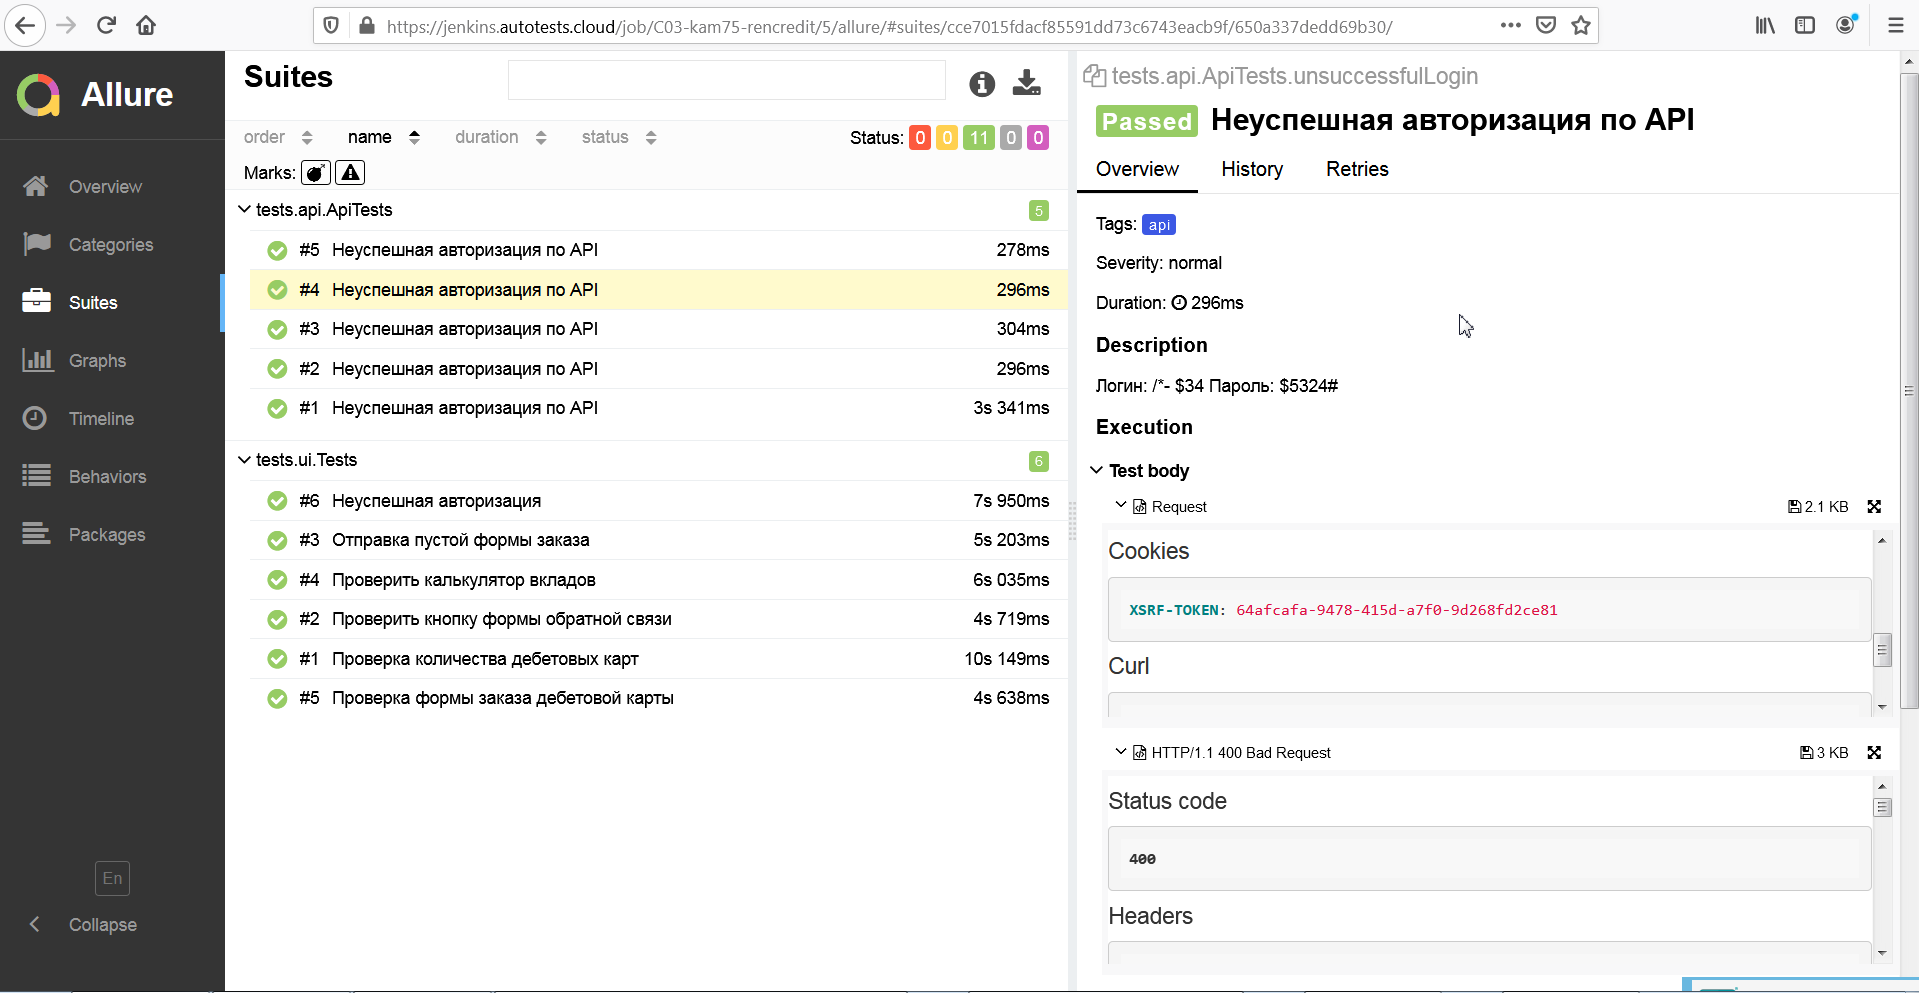 https://jenkins.autotests.cloud/job/C03-kam75-rencredit/5/allure/#suites/cce7015fdacf85591dd73c6743eacb9f/650a337dedd69b30/
Allure
Overview
Categories
Suites
Graphs
Timeline
Behaviors
Packages
En
Collapse
Suites
order name duration status Status: 0 0 11 0 0
Marks:
tests.api.ApiTests 5
#5 Неуспешная авторизация по API 278ms
#4 Неуспешная авторизация по API 296ms
#3 Неуспешная авторизация по API 304ms
#2 Неуспешная авторизация по API 296ms
#1 Неуспешная авторизация по API 3s 341ms
tests.ui.Tests 6
#6 Неуспешная авторизация 7s 950ms
#3 Отправка пустой формы заказа 5s 203ms
#4 Проверить калькулятор вкладов 6s 035ms
#2 Проверить кнопку формы обратной связи 4s 719ms
#1 Проверка количества дебетовых карт 10s 149ms
#5 Проверка формы заказа дебетовой карты 4s 638ms
tests.api.ApiTests.unsuccessfulLogin
Passed Неуспешная авторизация по API
Overview History Retries
Tags: api
Severity: normal
Duration: 296ms
Description
Логин: /*- $34 Пароль: $5324#
Execution
Test body
Request 2.1 KB
Cookies
XSRF-TOKEN: 64afcafa-9478-415d-a7f0-9d268fd2ce81
Curl
HTTP/1.1 400 Bad Request 3 KB
Status code
400
Headers